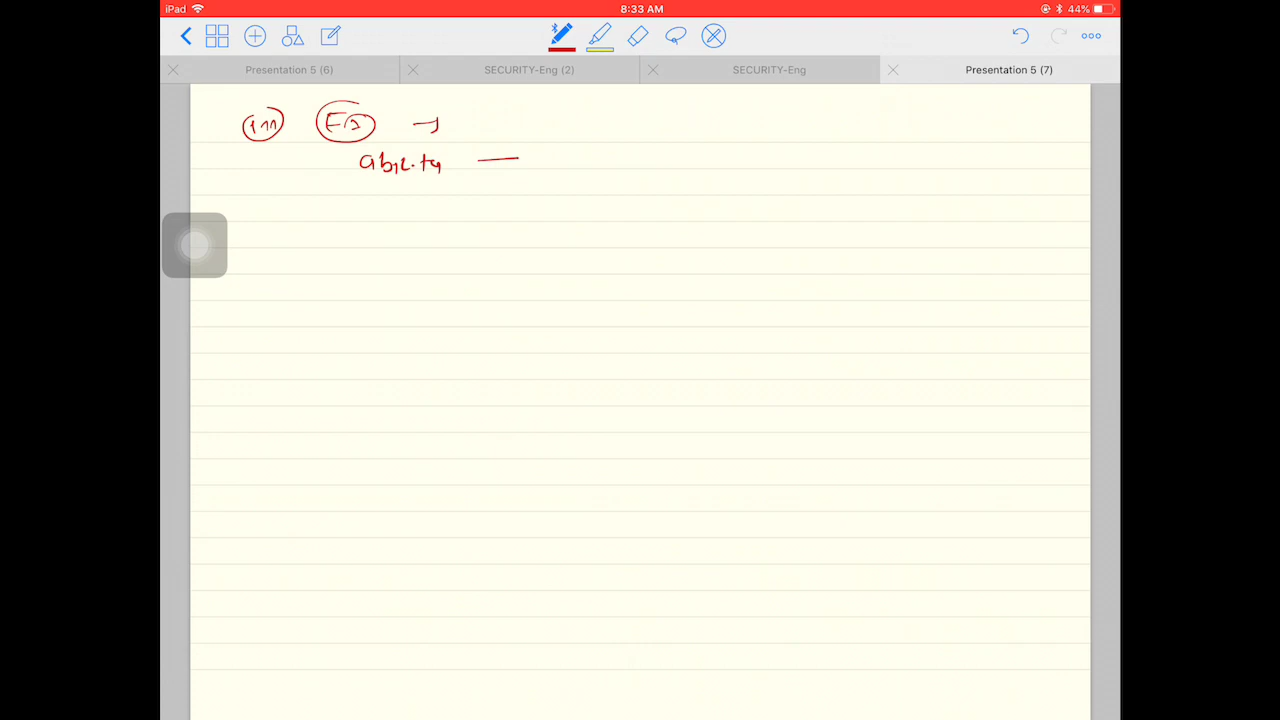 iPad 8:33 AM 44%
Presentation 5 (6) SECURITY-Eng (2) SECURITY-Eng Presentation 5 (7)
ability